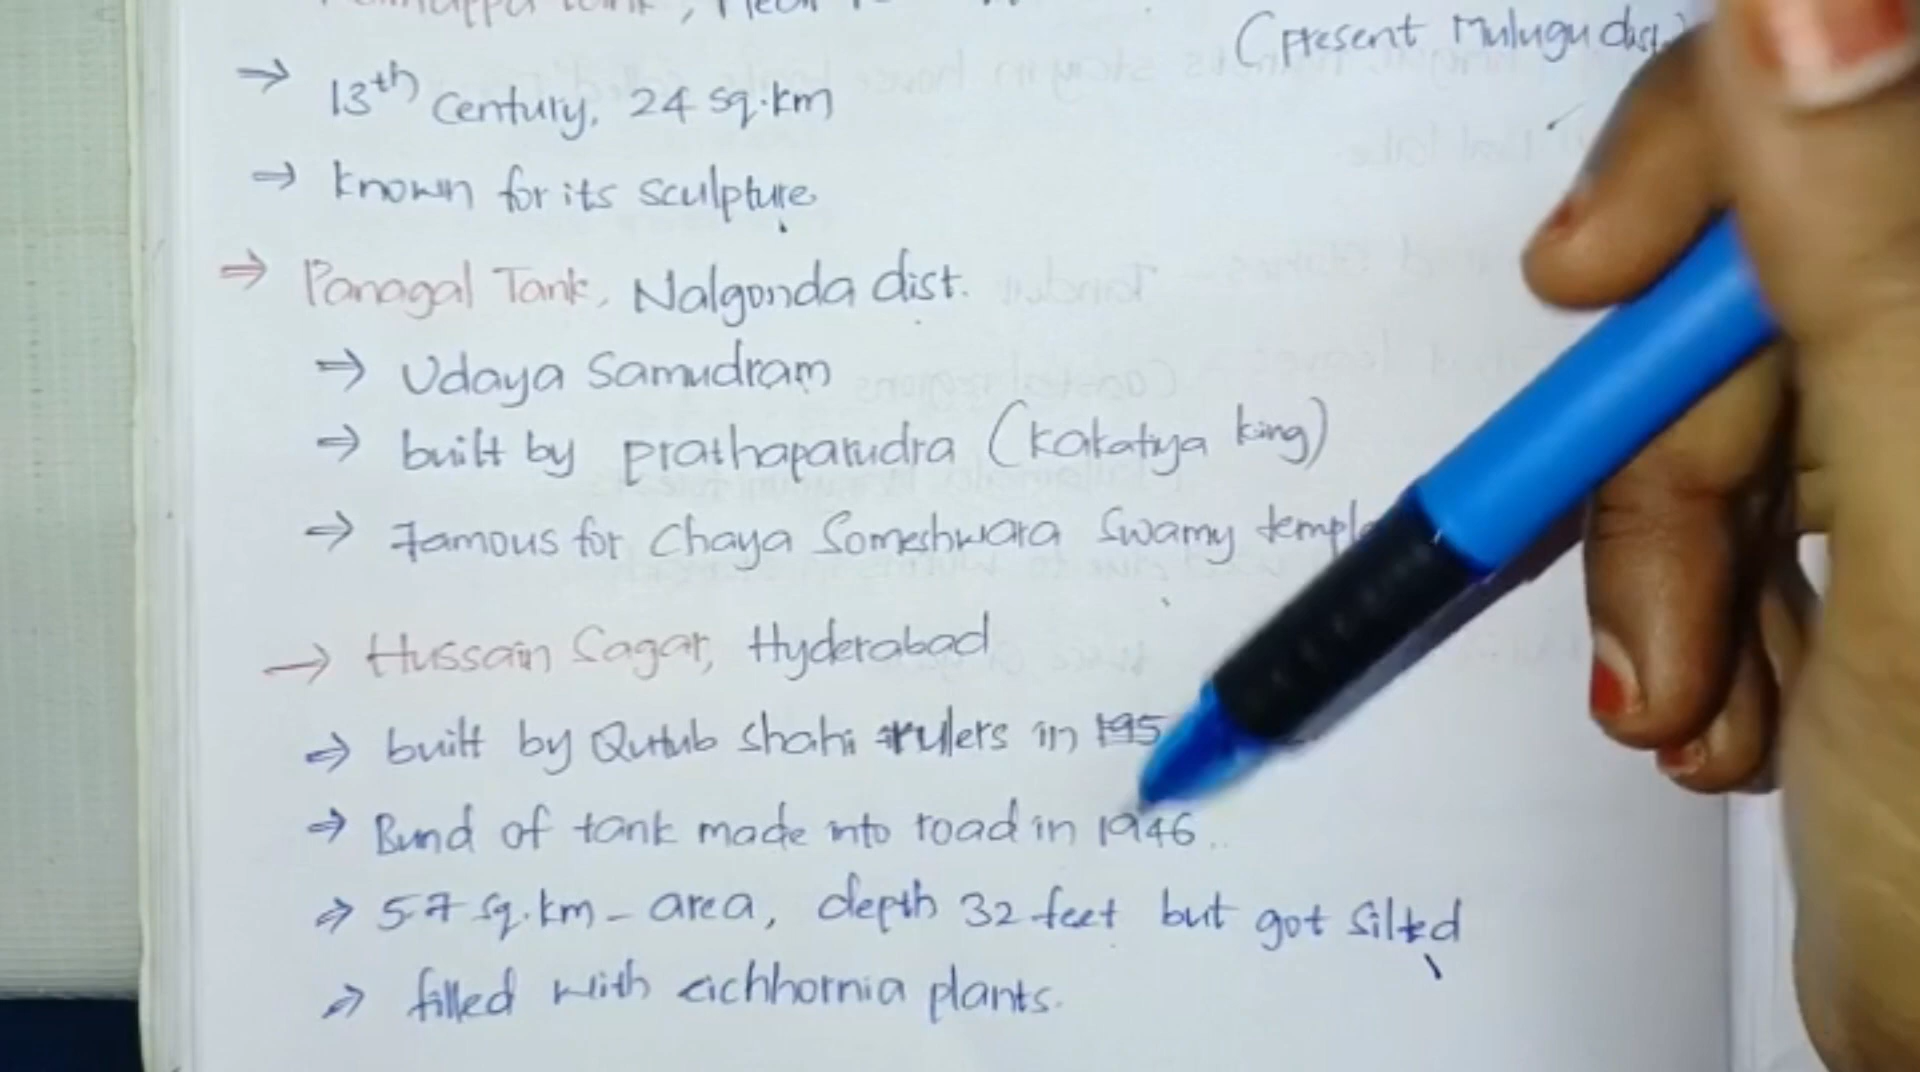 (present Mulugu dist.)
⇒ 13th century, 24 sq.km
⇒ known for its sculpture
⇒ Panagal Tank, Nalgonda dist.
⇒ Udaya Samudram
⇒ built by prathaparudra (kakatiya king)
⇒ Famous for Chaya Someshwara Swamy temple
→ Hussain Sagar, Hyderabad
⇒ built by Qutub shahi rulers in 195
⇒ Bund of tank made into road in 1946.
⇒ 57 sq.km - area, depth 32 feet but got silted
⇒ filled with eichhornia plants.